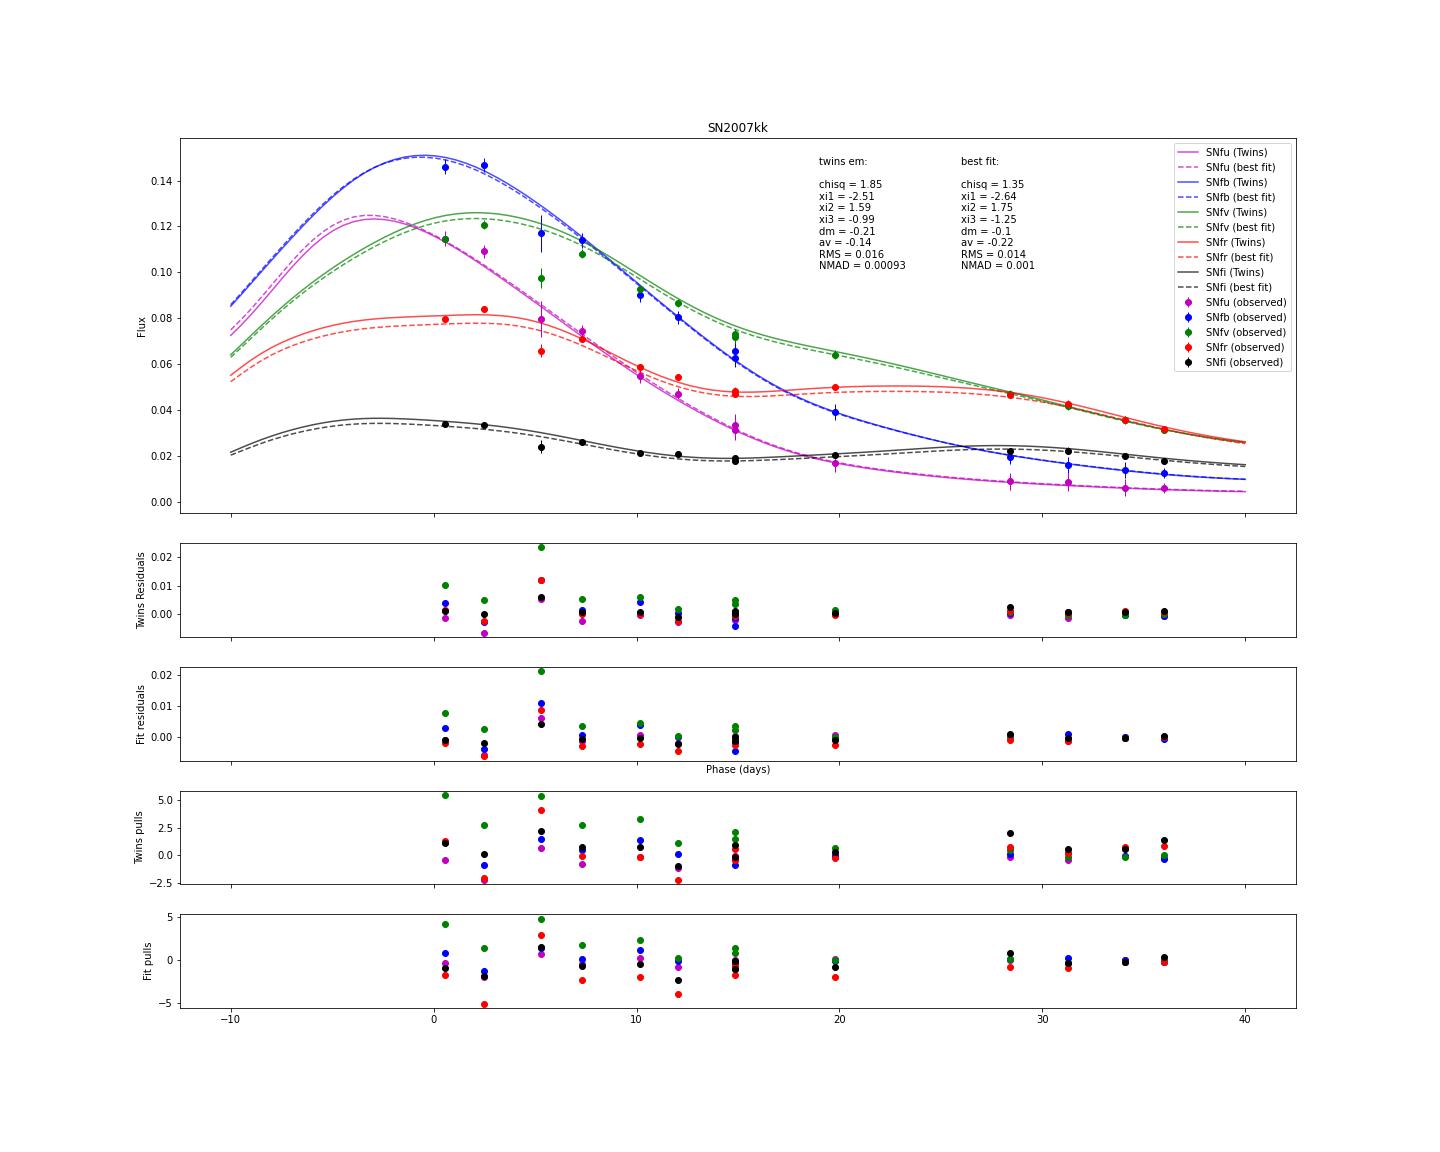 SN2007kk
twins em:
chisq = 1.85
xi1 = -2.51
xi2 = 1.59
xi3 = -0.99
dm = -0.21
av = -0.14
RMS = 0.016
NMAD = 0.00093
best fit:
chisq = 1.35
xi1 = -2.64
xi2 = 1.75
xi3 = -1.25
dm = -0.1
av = -0.22
RMS = 0.014
NMAD = 0.001
SNfu (Twins)
SNfu (best fit)
SNfb (Twins)
SNfb (best fit)
SNfv (Twins)
SNfv (best fit)
SNfr (Twins)
SNfr (best fit)
SNfi (Twins)
SNfi (best fit)
SNfu (observed)
SNfb (observed)
SNfv (observed)
SNfr (observed)
SNfi (observed)
Flux
0.14
0.12
0.10
0.08
0.06
0.04
0.02
0.00
Twins Residuals
0.02
0.01
0.00
Fit residuals
0.02
0.01
0.00
Phase (days)
Twins pulls
5.0
2.5
0.0
−2.5
Fit pulls
5
0
−5
−10
0
10
20
30
40